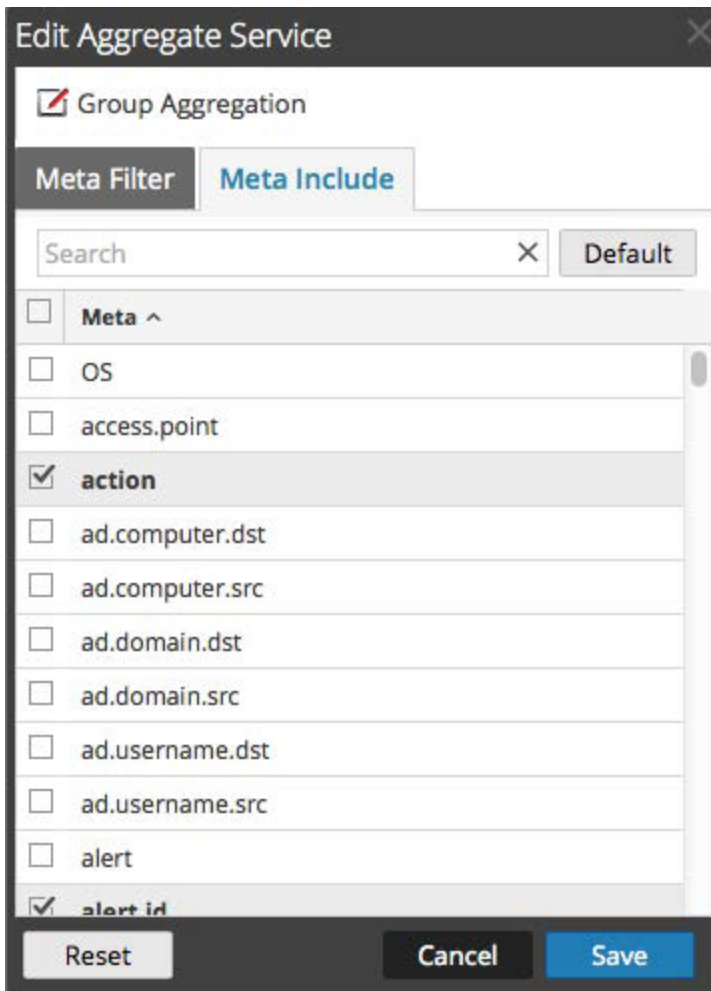 Edit Aggregate Service
Group Aggregation
Meta Filter Meta Include
Search Default
Meta
OS
access.point
action
ad.computer.dst
ad.computer.src
ad.domain.dst
ad.domain.src
ad.username.dst
ad.username.src
alert
alert.id
Reset Cancel Save